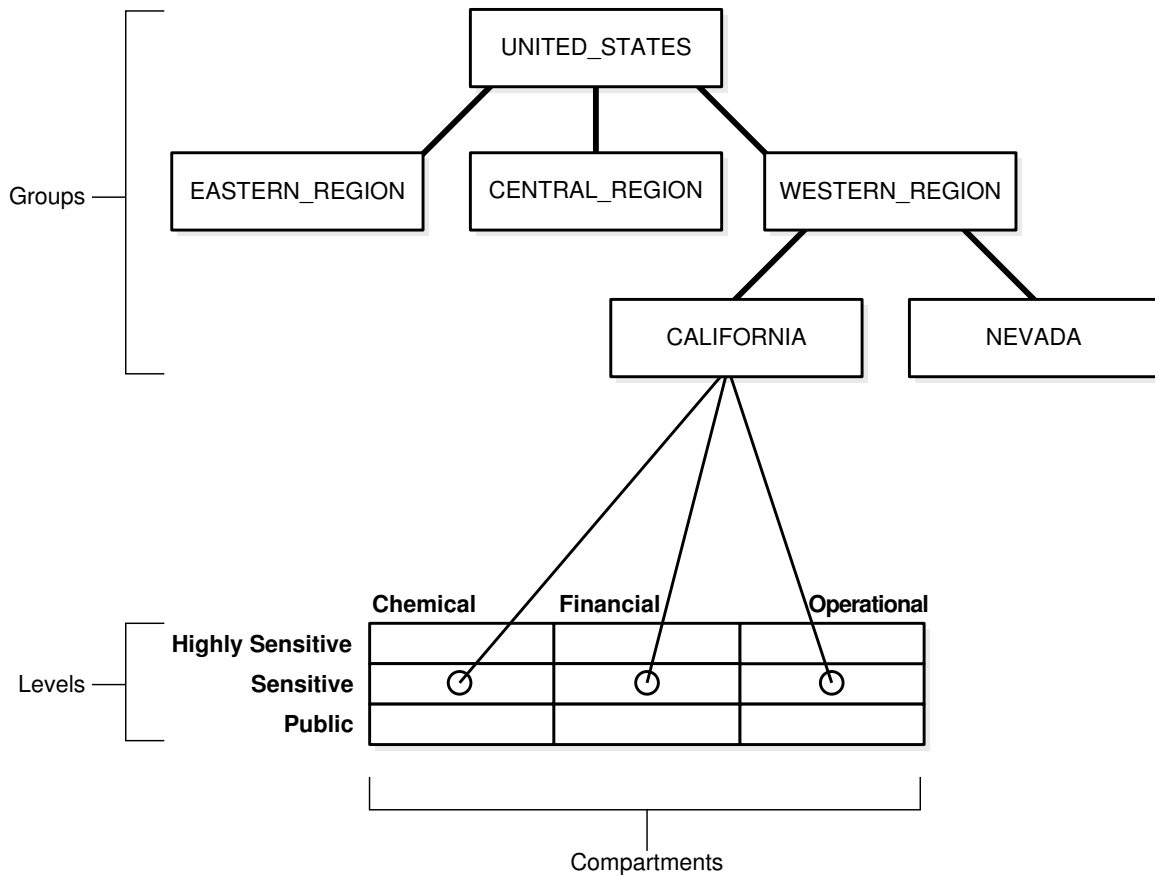 UNITED_STATES
EASTERN_REGION
CENTRAL_REGION
WESTERN_REGION
Groups
CALIFORNIA
NEVADA
Chemical
Financial
Operational
Highly Sensitive
Levels
Sensitive
Public
Compartments